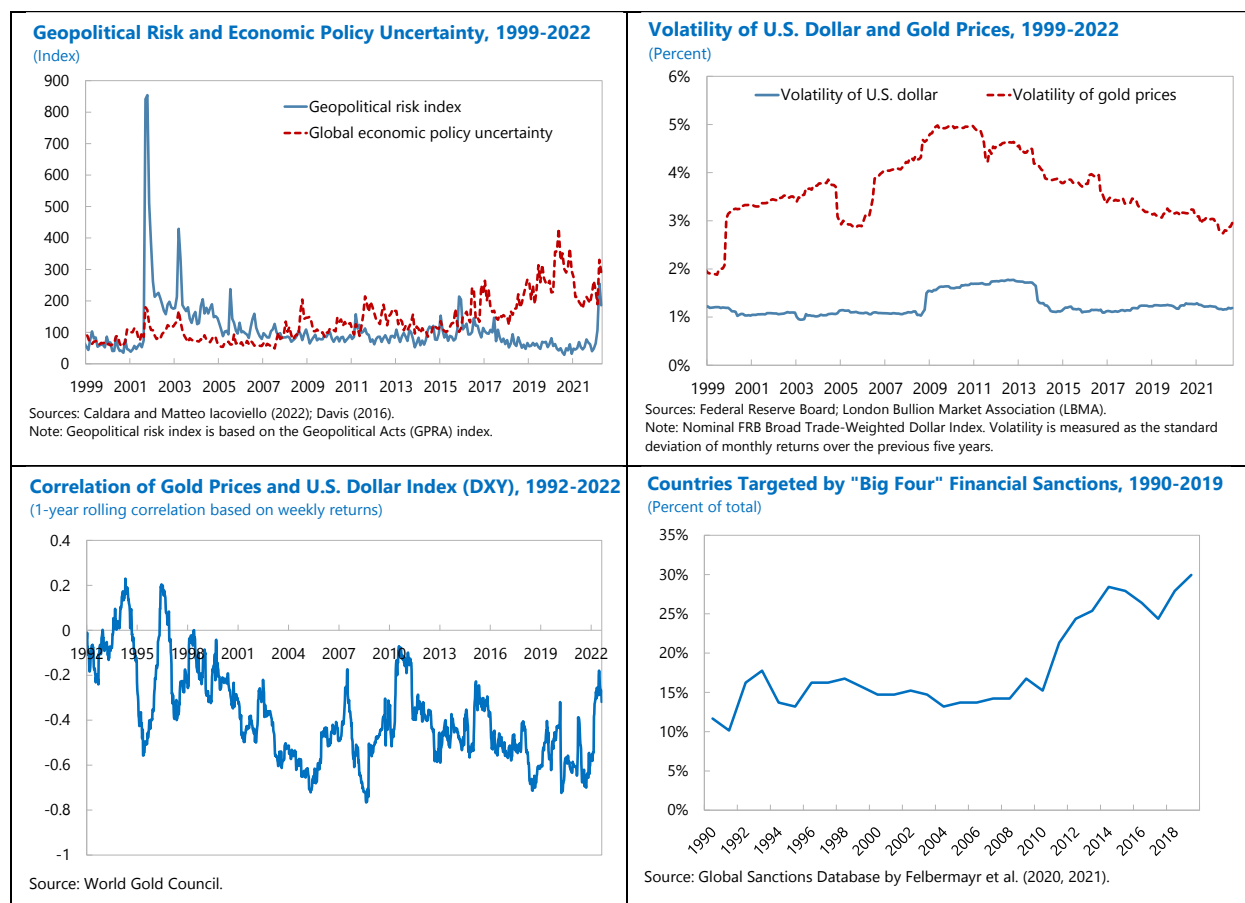 Geopolitical Risk and Economic Policy Uncertainty, 1999-2022
(Index)
900
800
700
600
500
400
300
200
100
0
Geopolitical risk index
Global economic policy uncertainty
1999 2001 2003 2005 2007 2009 2011 2013 2015 2017 2019 2021
Sources: Caldara and Matteo Iacoviello (2022); Davis (2016).
Note: Geopolitical risk index is based on the Geopolitical Acts (GPRA) index.
Volatility of U.S. Dollar and Gold Prices, 1999-2022
(Percent)
6%
5%
4%
3%
2%
1%
0%
Volatility of U.S. dollar Volatility of gold prices
1999 2001 2003 2005 2007 2009 2011 2013 2015 2017 2019 2021
Sources: Federal Reserve Board; London Bullion Market Association (LBMA).
Note: Nominal FRB Broad Trade-Weighted Dollar Index. Volatility is measured as the standard
deviation of monthly returns over the previous five years.
Correlation of Gold Prices and U.S. Dollar Index (DXY), 1992-2022
(1-year rolling correlation based on weekly returns)
0.4
0.2
0
-0.2
-0.4
-0.6
-0.8
-1
1992 1995 1998 2001 2004 2007 2010 2013 2016 2019 2022
Source: World Gold Council.
Countries Targeted by "Big Four" Financial Sanctions, 1990-2019
(Percent of total)
35%
30%
25%
20%
15%
10%
5%
0%
1990 1992 1994 1996 1998 2000 2002 2004 2006 2008 2010 2012 2014 2016 2018
Source: Global Sanctions Database by Felbermayr et al. (2020, 2021).